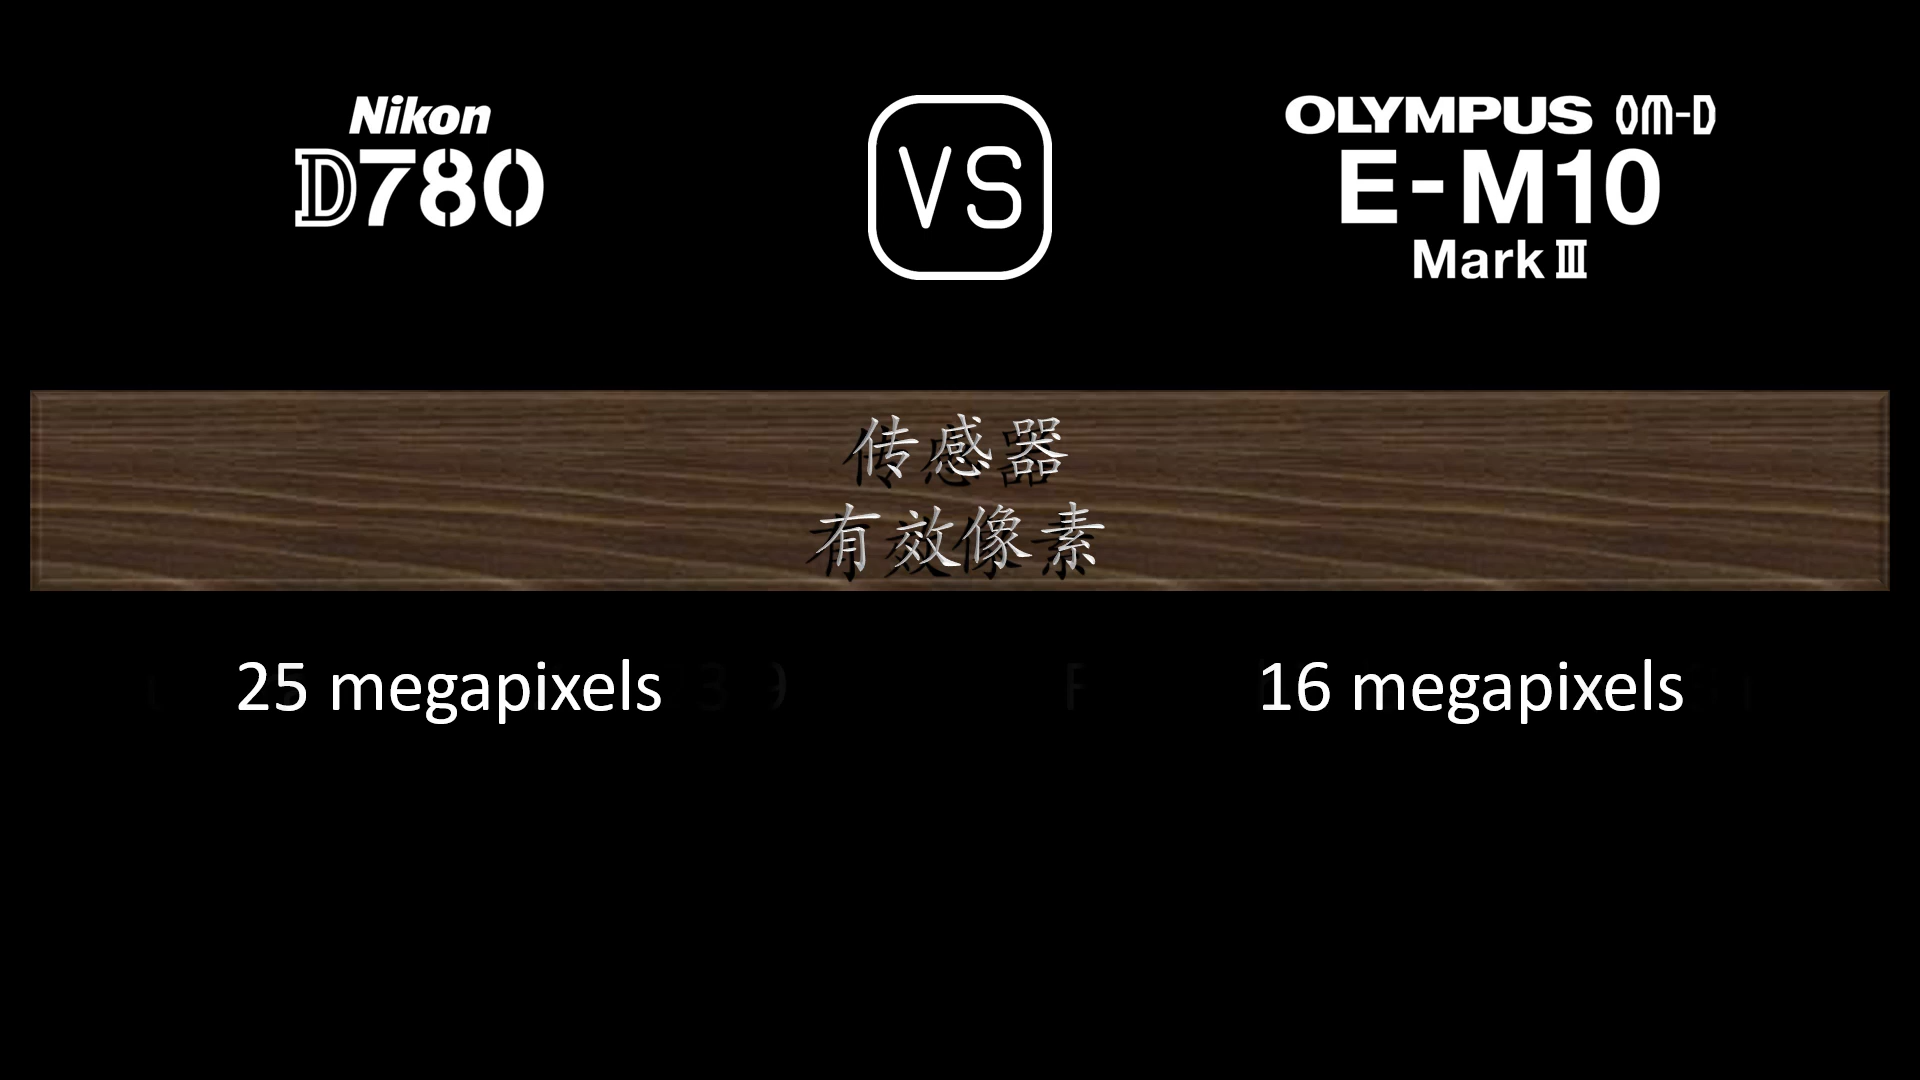 Nikon
D780
VS
OLYMPUS OM-D
E-M10
Mark III
传感器
有效像素
25 megapixels
16 megapixels